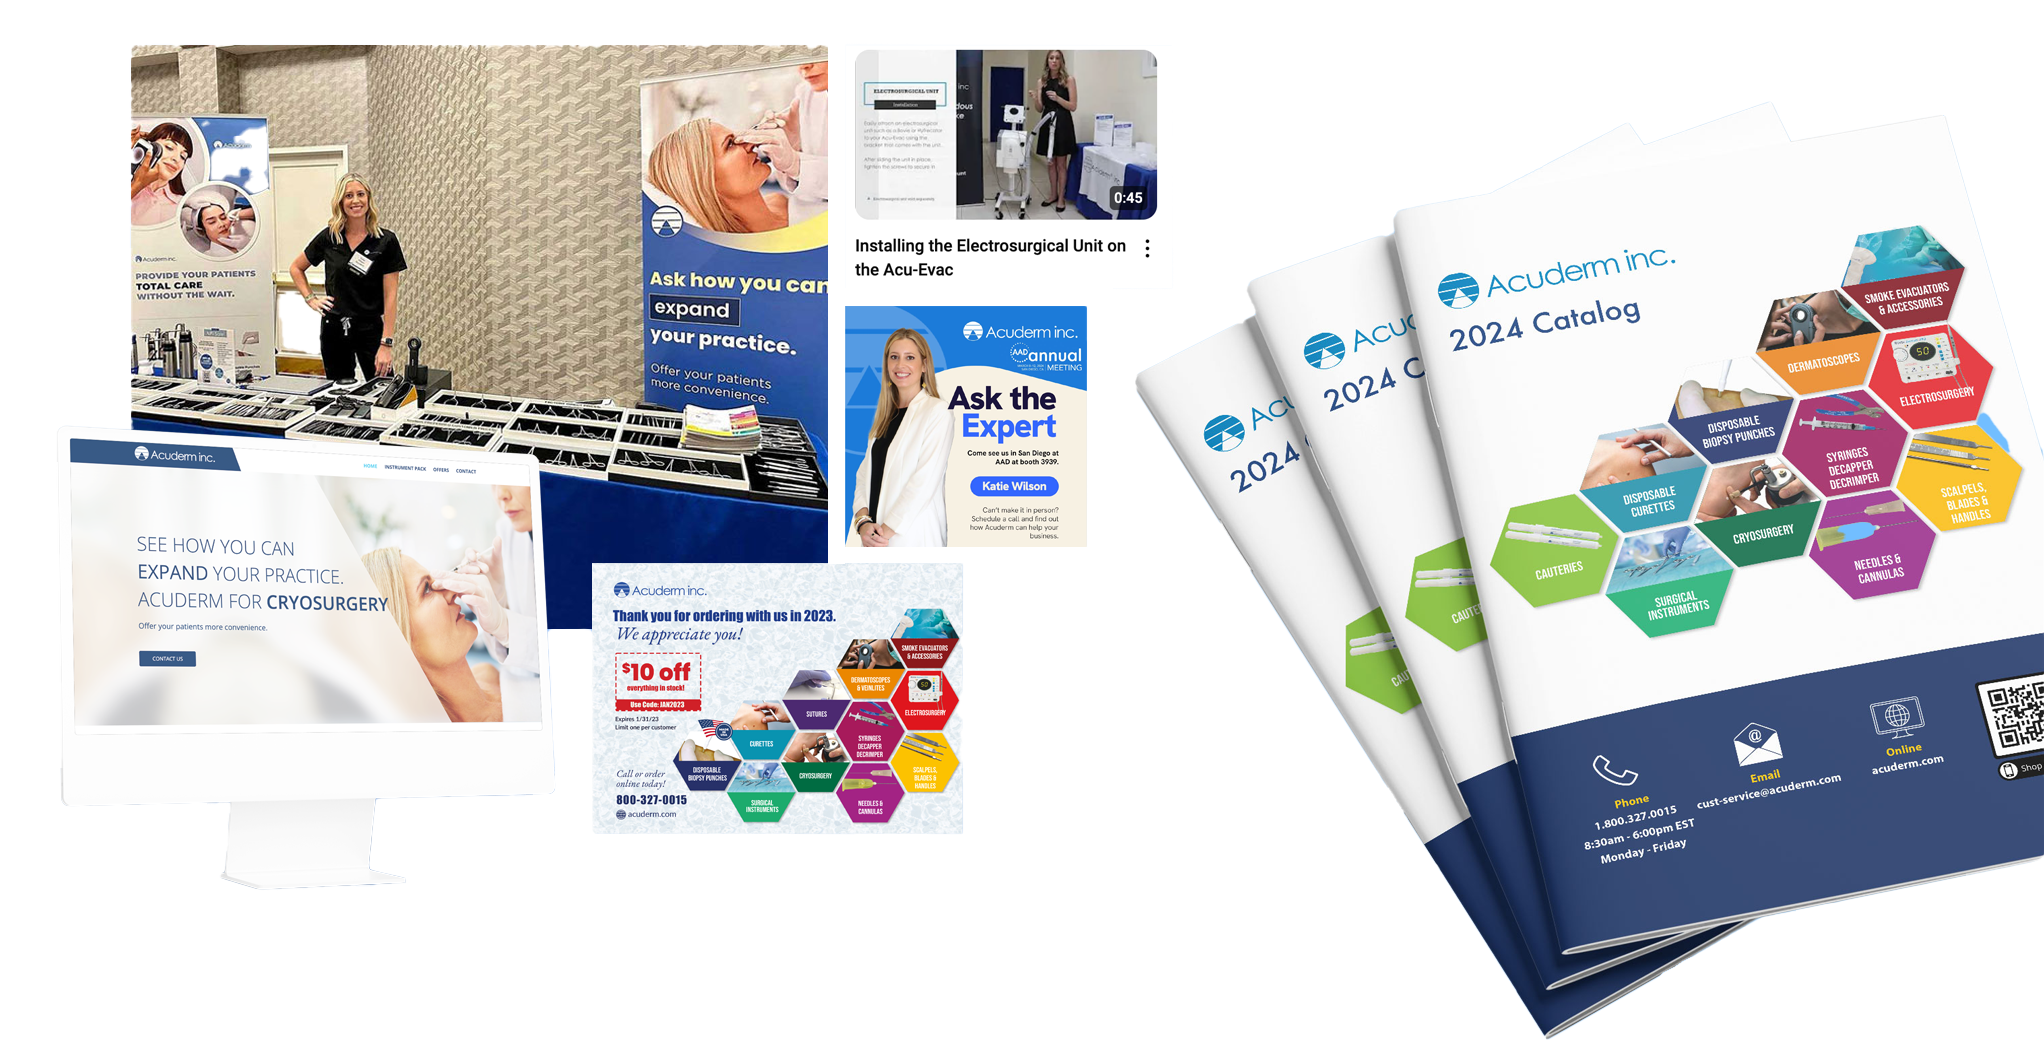 Acuderm inc.
PROVIDE YOUR PATIENTS
TOTAL CARE
WITHOUT THE WAIT.
Ask how you can
expand
your practice.
Offer your patients
more convenience.
ELECTROSURGICAL UNIT
Installation
0:45
Installing the Electrosurgical Unit on
the Acu-Evac
Acuderm inc.
AAD annual
MEETING
Ask the
Expert
Come see us in San Diego at
AAD at booth 3939.
Katie Wilson
Can't make it in person?
Schedule a call and find out
how Acuderm can help your
business.
Acuderm inc.
HOME INSTRUMENT PACK OFFERS CONTACT
SEE HOW YOU CAN
EXPAND YOUR PRACTICE.
ACUDERM FOR CRYOSURGERY
Offer your patients more convenience.
CONTACT US
Acuderm inc.
Thank you for ordering with us in 2023.
We appreciate you!
$10 off
everything in stock!
Use Code: JAN2023
Expires 1/31/23
Limit one per customer
Call or order
online today!
800-327-0015
acuderm.com
SMOKE EVACUATORS
& ACCESSORIES
DERMATOSCOPES
& VEINLITES
ELECTROSURGERY
SUTURES
SYRINGES
DECAPPER
DECRIMPER
CURETTES
SCALPELS,
BLADES &
HANDLES
DISPOSABLE
BIOPSY PUNCHES
CRYOSURGERY
NEEDLES &
CANNULAS
SURGICAL
INSTRUMENTS
Acu
2024
CAU
Acuc
2024 C
CAUTE
Acuderm inc.
2024 Catalog
SMOKE EVACUATORS
& ACCESSORIES
DERMATOSCOPES
50
ELECTROSURGERY
DISPOSABLE
BIOPSY PUNCHES
SYRINGES
DECAPPER
DECRIMPER
DISPOSABLE
CURETTES
SCALPELS,
BLADES &
HANDLES
CRYOSURGERY
CAUTERIES
NEEDLES &
CANNULAS
SURGICAL
INSTRUMENTS
Phone
1.800.327.0015
8:30am - 6:00pm EST
Monday - Friday
Email
cust-service@acuderm.com
Online
acuderm.com
Shop